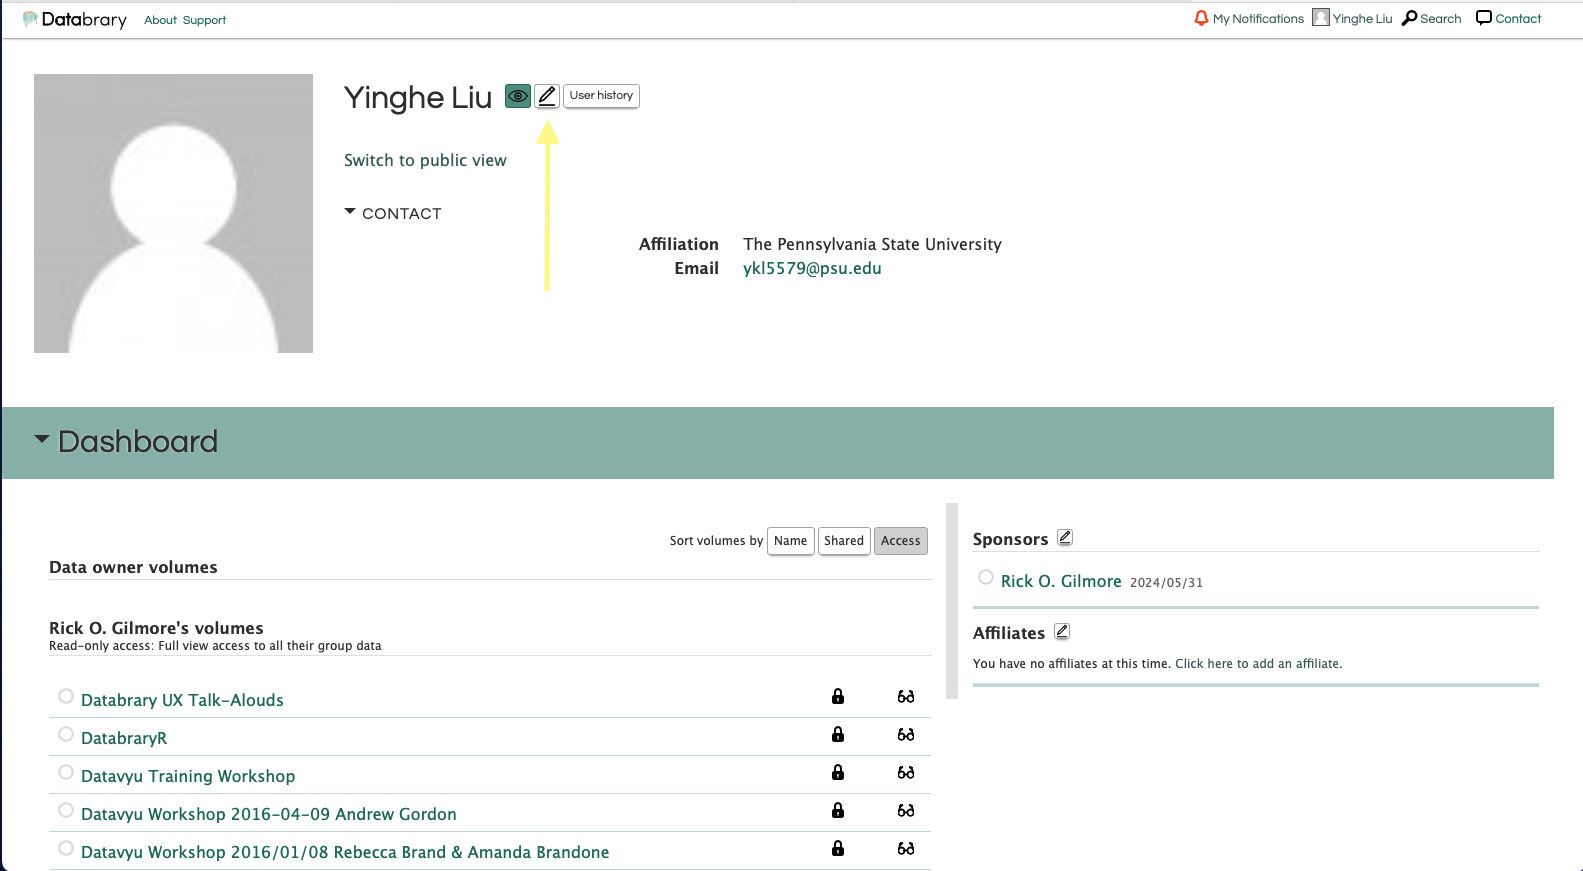 Databrary About Support My Notifications Yinghe Liu Search Contact
Yinghe Liu User history
Switch to public view
CONTACT
Affiliation The Pennsylvania State University
Email ykl5579@psu.edu
Dashboard
Sort volumes by Name Shared Access
Data owner volumes
Rick O. Gilmore's volumes
Read-only access: Full view access to all their group data
Databrary UX Talk-Alouds
DatabraryR
Datavyu Training Workshop
Datavyu Workshop 2016-04-09 Andrew Gordon
Datavyu Workshop 2016/01/08 Rebecca Brand & Amanda Brandone
Sponsors
Rick O. Gilmore 2024/05/31
Affiliates
You have no affiliates at this time. Click here to add an affiliate.